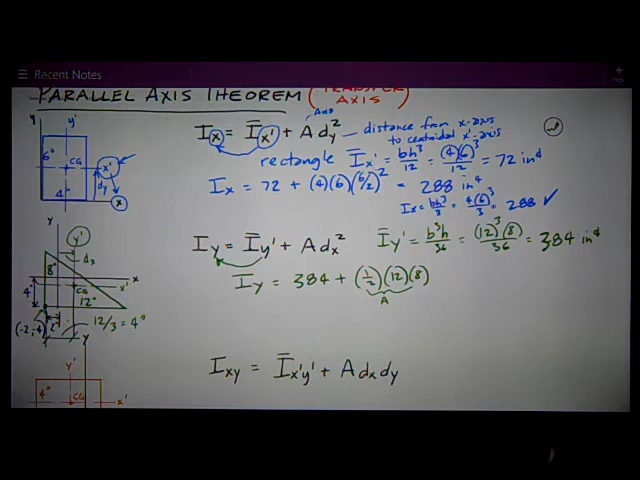 Recent Notes
PARALLEL AXIS THEOREM (TRANSFER AXIS)
Ix = Īx' + A dy² — distance from x-axis to centroidal x'-axis
rectangle Īx' = bh³/12 = (4)(6)³/12 = 72 in⁴
Ix = 72 + (4)(6)(6/2)² = 288 in⁴
Ix = bh³/3 = 4(6)³/3 = 288 ✓
y y'
6" CG x'
4" dy x
Iy = Īy' + A dx² Īy' = b³h/36 = (12)³(8)/36 = 384 in⁴
Īy = 384 + (1/2)(12)(8)
A
y y'
dx
8" x
4" CG x'
12"
(-2,-4) 2" 12/3 = 4"
Ixy = Īx'y' + A dx dy
y' y
4" CG x'